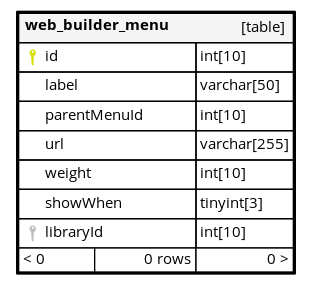 web_builder_menu [table]
id int[10]
label varchar[50]
parentMenuId int[10]
url varchar[255]
weight int[10]
showWhen tinyint[3]
libraryId int[10]
< 0 0 rows 0 >